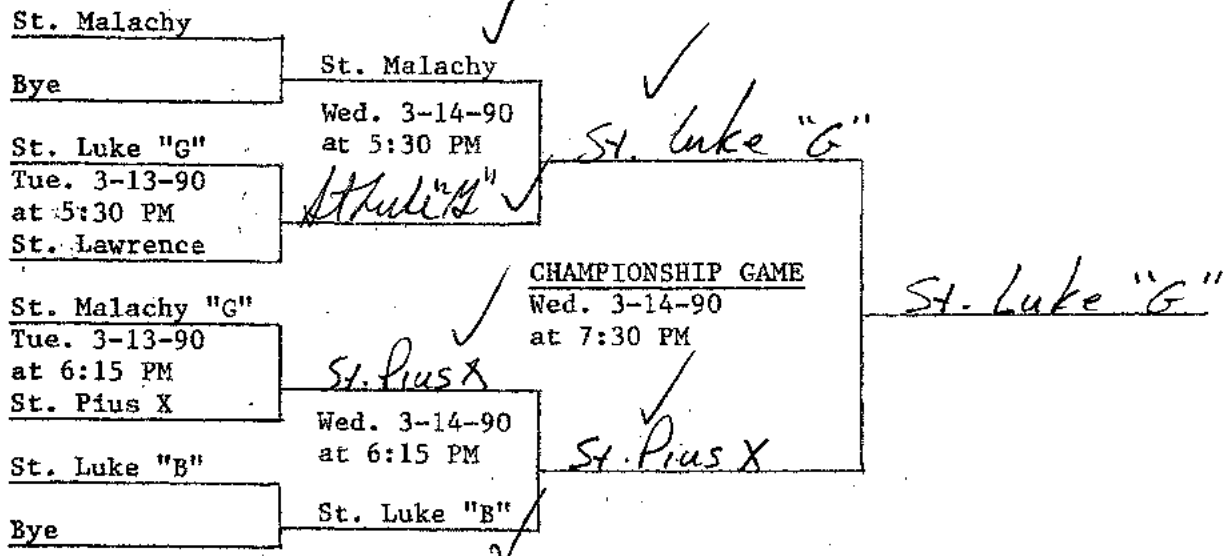 St. Malachy
Bye
St. Malachy
Wed. 3-14-90
at 5:30 PM
St. Luke "G"
Tue. 3-13-90
at 5:30 PM
St. Lawrence
St Luke "G"
St. Luke "G"
CHAMPIONSHIP GAME
Wed. 3-14-90
at 7:30 PM
St. Luke "G"
St. Malachy "G"
Tue. 3-13-90
at 6:15 PM
St. Pius X
St. Pius X
Wed. 3-14-90
at 6:15 PM
St. Pius X
St. Luke "B"
Bye
St. Luke "B"